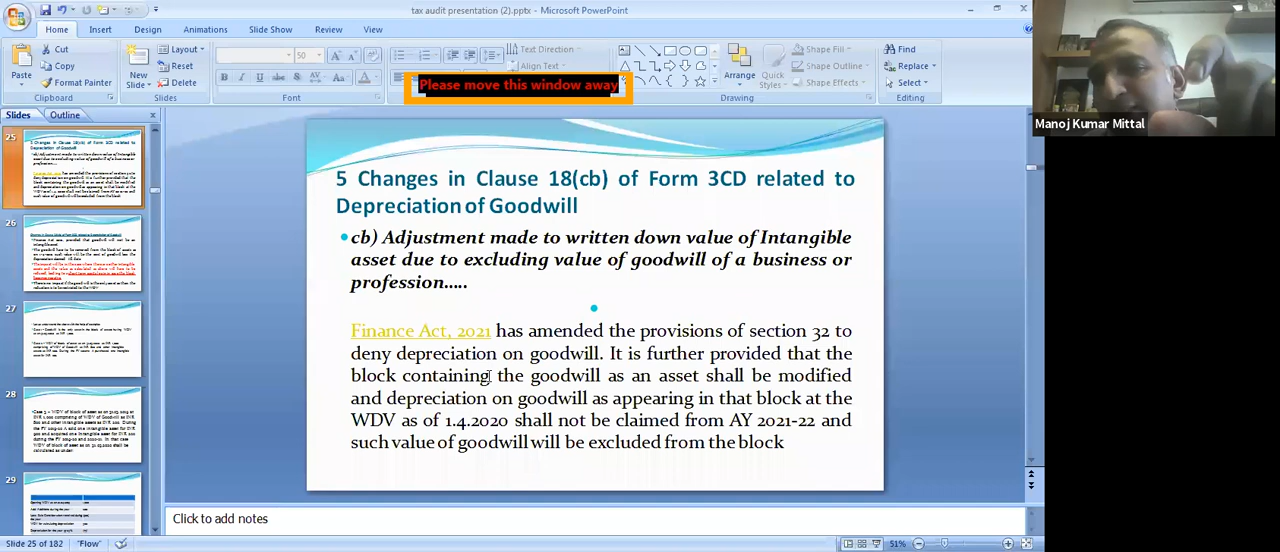 tax audit presentation (2).pptx - Microsoft PowerPoint
Home Insert Design Animations Slide Show Review View
Cut
Copy
Format Painter
Paste
Clipboard
New
Slide
Layout
Reset
Delete
Slides
50
Font
Text Direction
Align Text
Please move this window away
Arrange
Quick
Styles
Shape Fill
Shape Outline
Shape Effects
Drawing
Find
Replace
Select
Editing
Manoj Kumar Mittal
Slides Outline
25
26
27
28
29
5 Changes in Clause 18(cb) of Form 3CD related to
Depreciation of Goodwill
cb) Adjustment made to written down value of Intangible
asset due to excluding value of goodwill of a business or
profession.....
Finance Act, 2021 has amended the provisions of section 32 to
deny depreciation on goodwill. It is further provided that the
block containing the goodwill as an asset shall be modified
and depreciation on goodwill as appearing in that block at the
WDV as of 1.4.2020 shall not be claimed from AY 2021-22 and
such value of goodwill will be excluded from the block
Click to add notes
Slide 25 of 182 "Flow" 51%